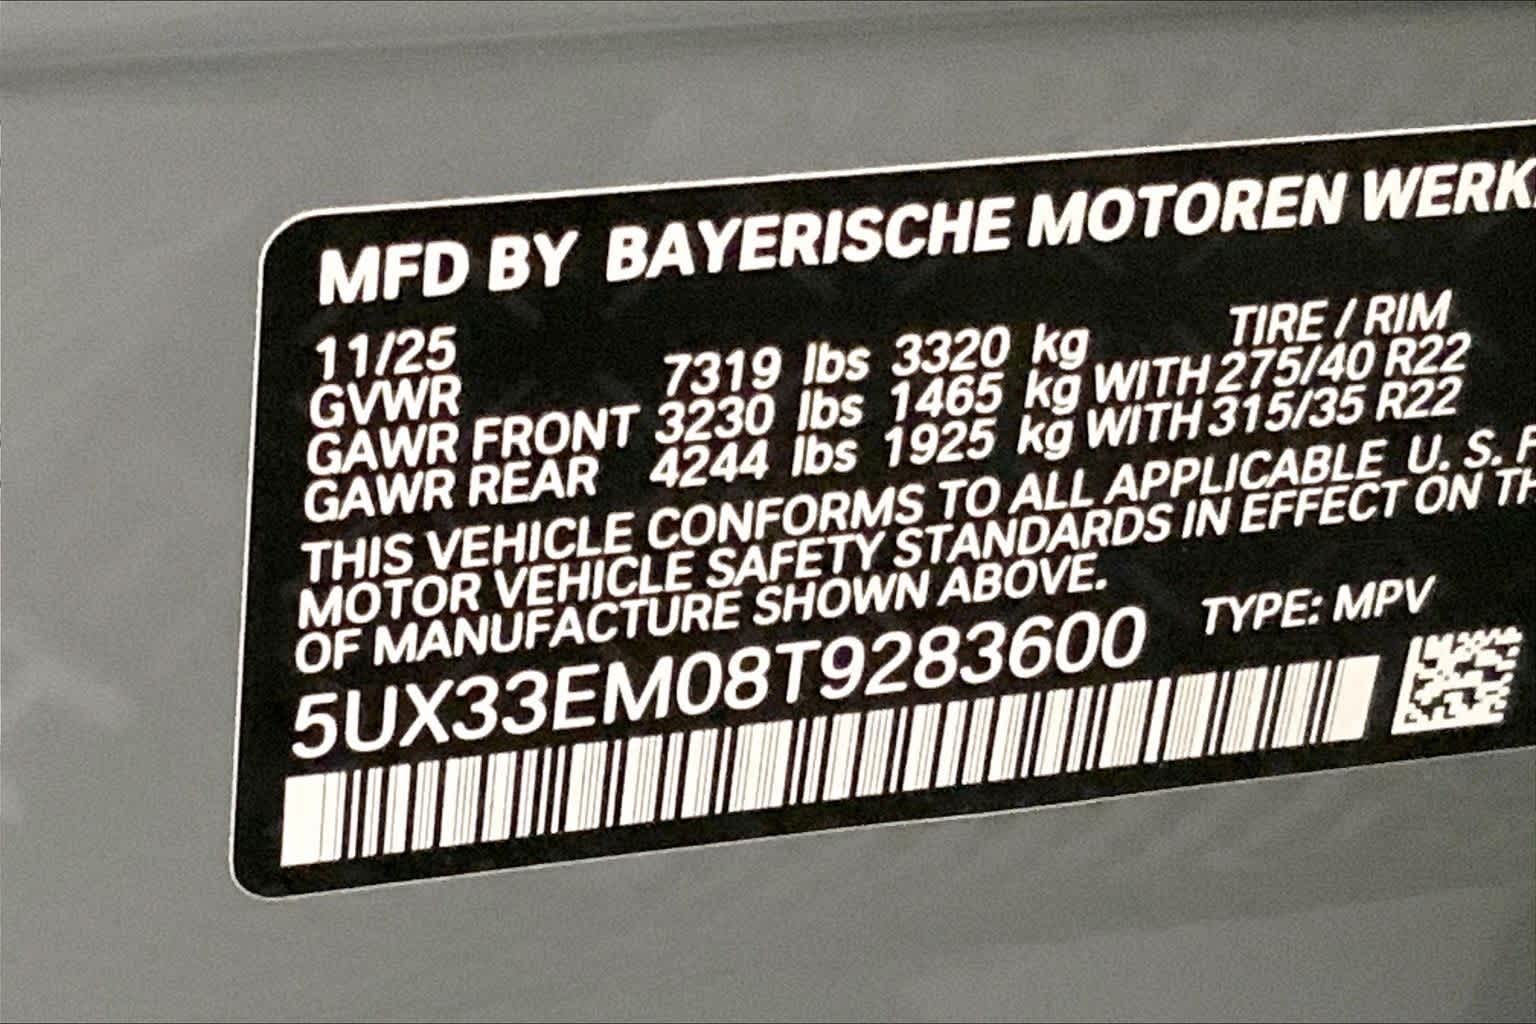 MFD BY BAYERISCHE MOTOREN WERK
11/25 TIRE / RIM
GVWR 7319 lbs 3320 kg
GAWR FRONT 3230 lbs 1465 kg WITH 275/40 R22
GAWR REAR 4244 lbs 1925 kg WITH 315/35 R22
THIS VEHICLE CONFORMS TO ALL APPLICABLE U. S. F
MOTOR VEHICLE SAFETY STANDARDS IN EFFECT ON TH
OF MANUFACTURE SHOWN ABOVE.
5UX33EM08T9283600 TYPE: MPV